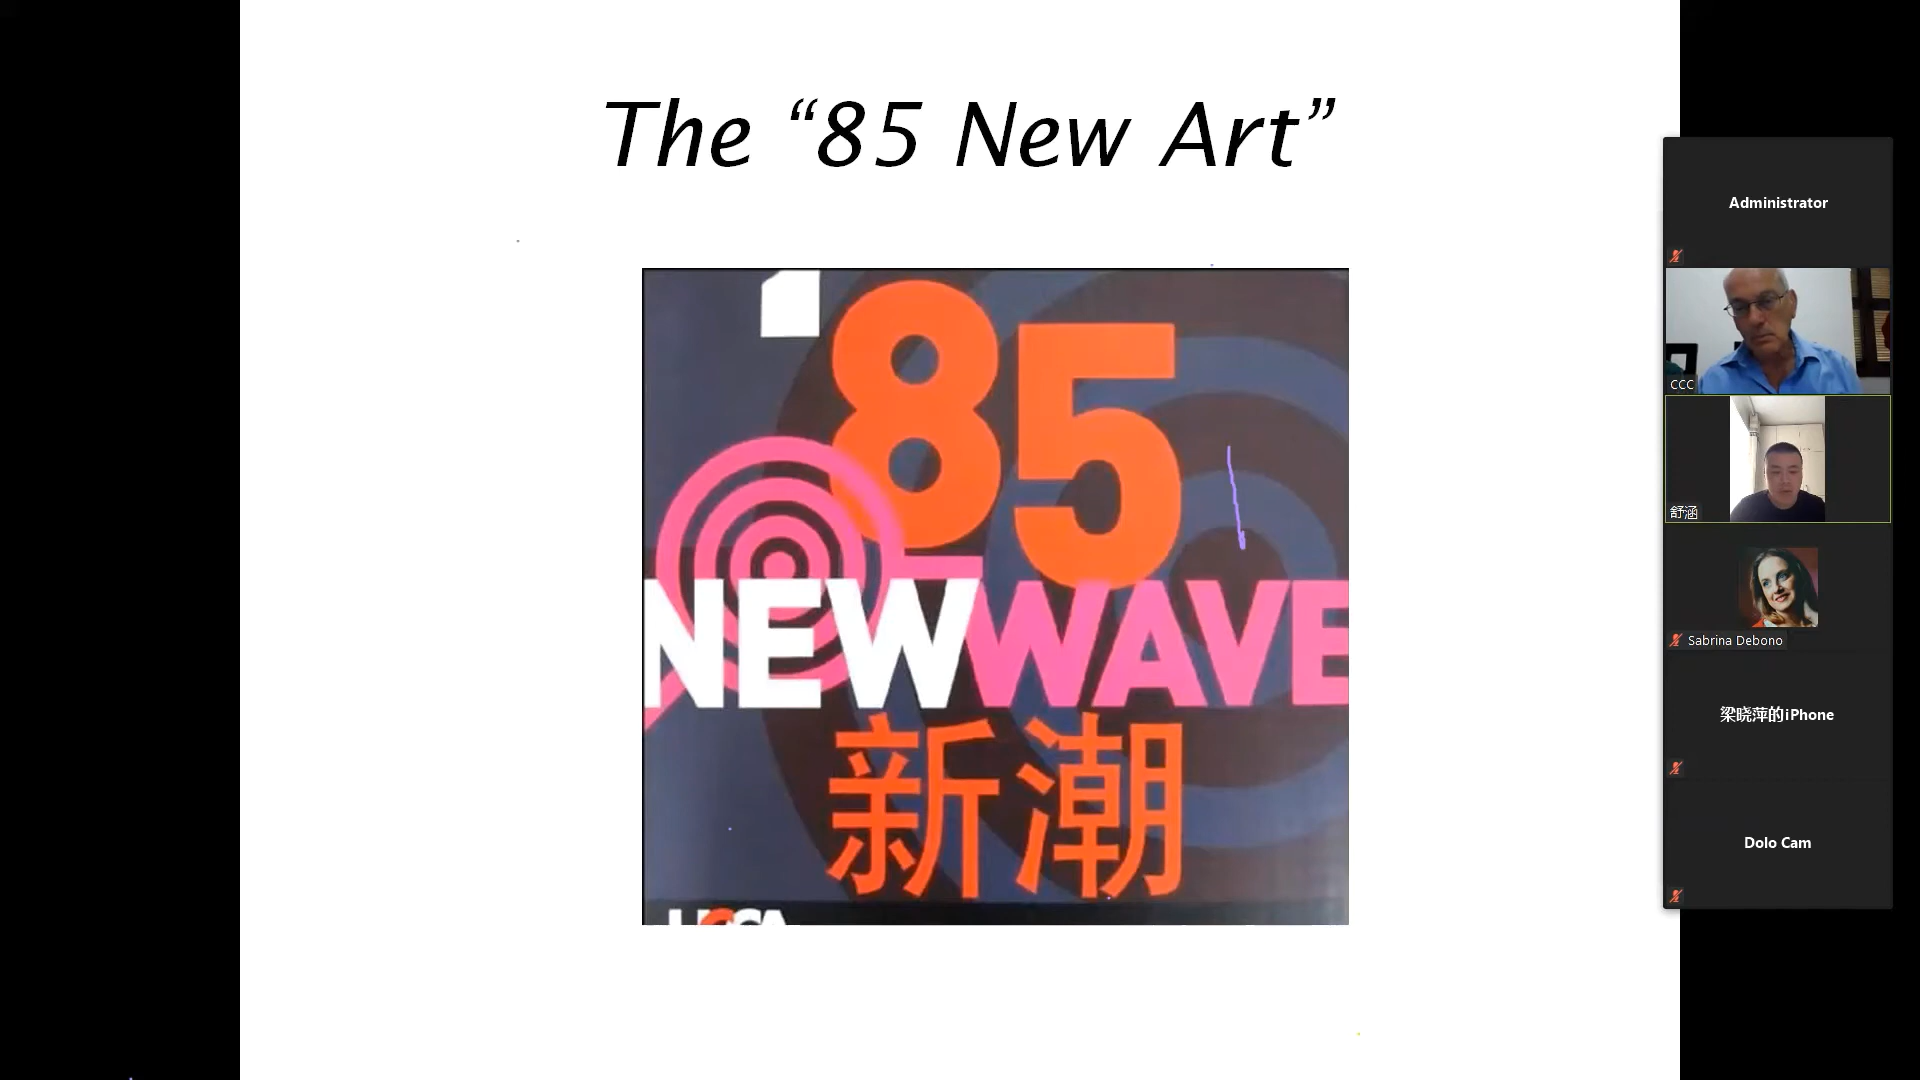 The “85 New Art”
'85
NEWWAVE
新潮
UCCA
Administrator
CCC
舒涵
Sabrina Debono
梁晓萍的iPhone
Dolo Cam